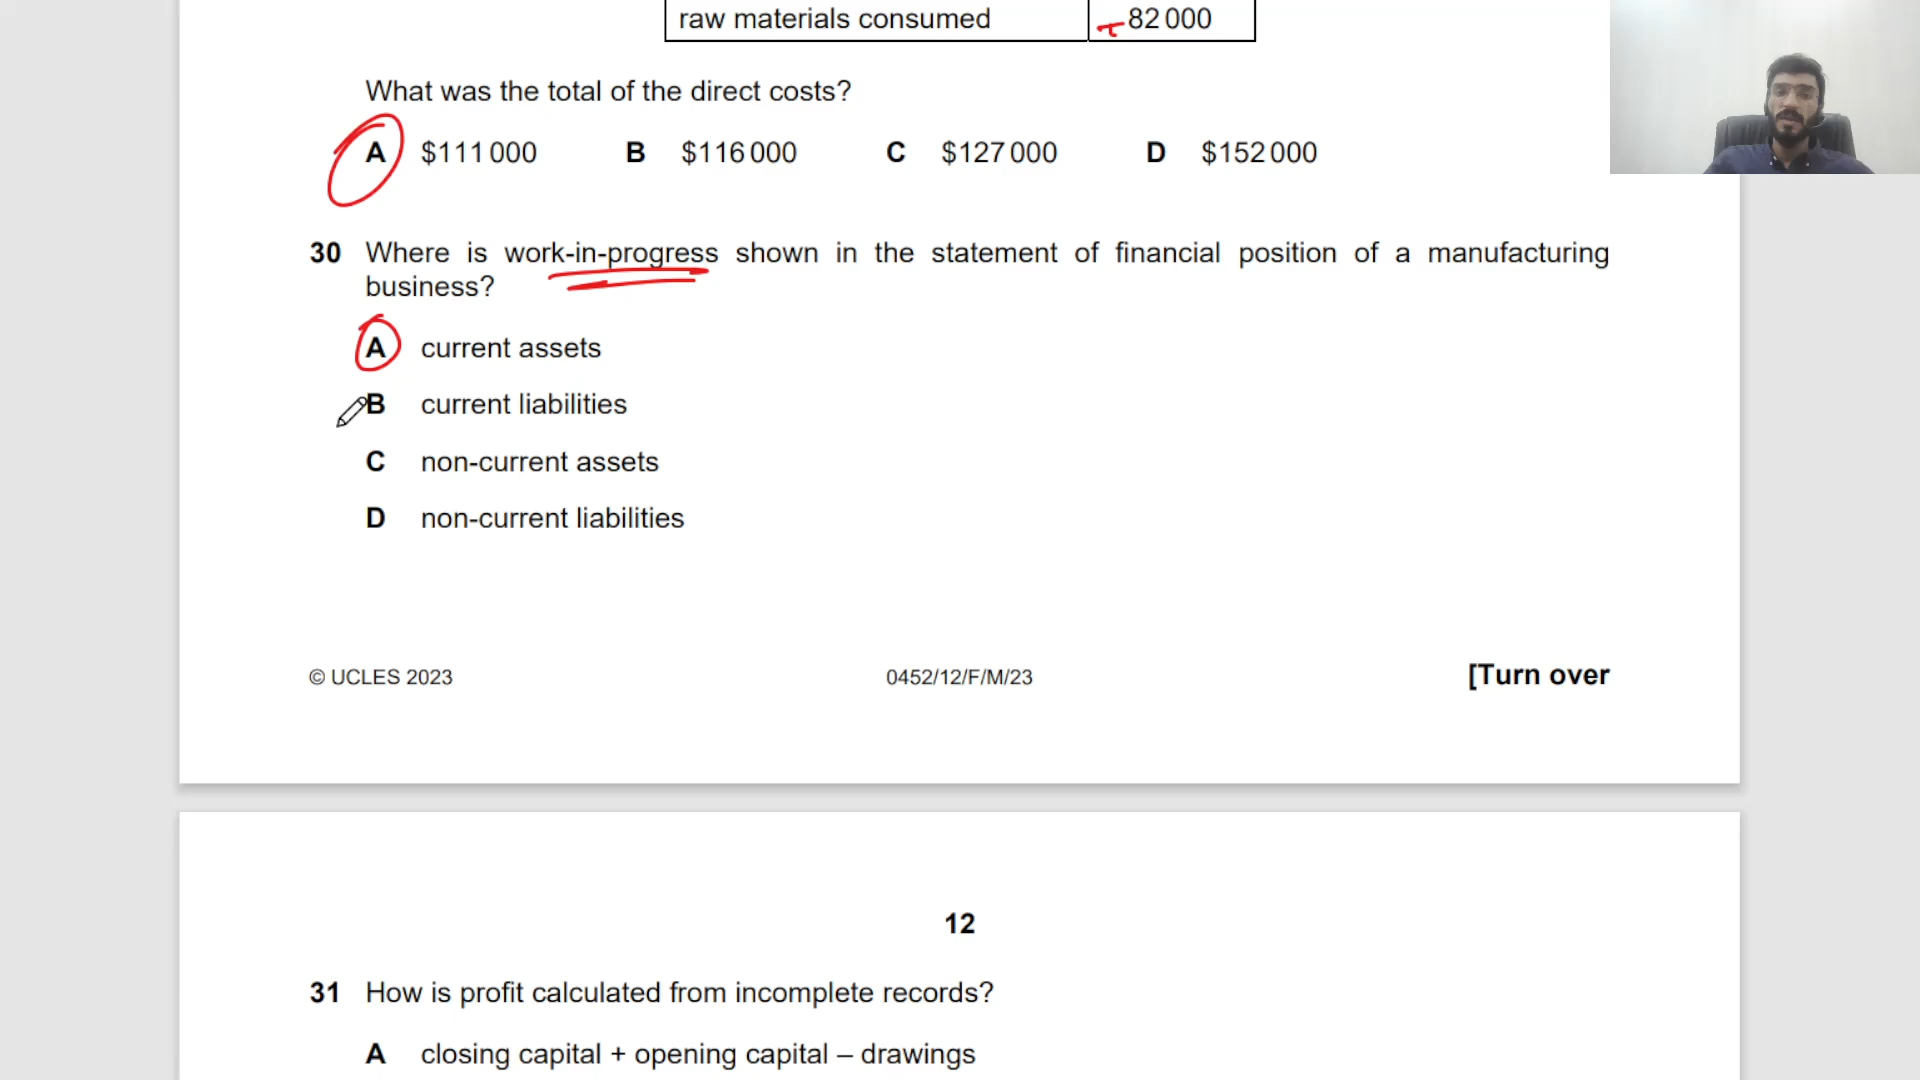 raw materials consumed 82 000
What was the total of the direct costs?
A $111 000 B $116 000 C $127 000 D $152 000
30 Where is work-in-progress shown in the statement of financial position of a manufacturing
business?
A current assets
B current liabilities
C non-current assets
D non-current liabilities
© UCLES 2023 0452/12/F/M/23 [Turn over
12
31 How is profit calculated from incomplete records?
A closing capital + opening capital – drawings